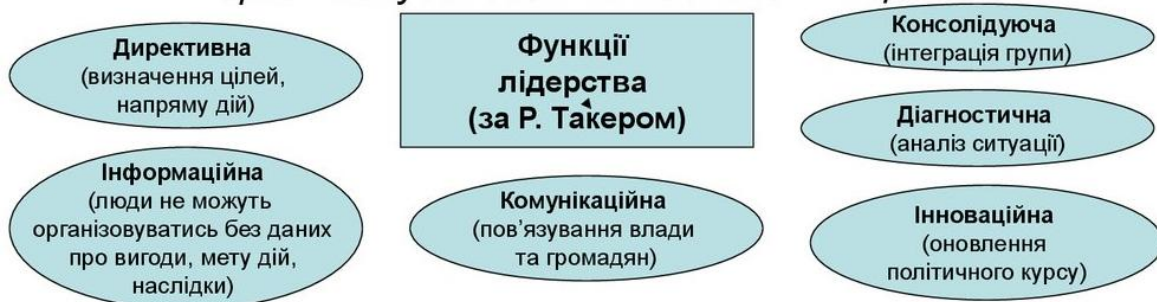 Директивна
(визначення цілей,
напряму дій)
Інформаційна
(люди не можуть
організовуватись без даних
про вигоди, мету дій,
наслідки)
Функції
лідерства
(за Р. Такером)
Комунікаційна
(пов’язування влади
та громадян)
Консолідуюча
(інтеграція групи)
Діагностична
(аналіз ситуації)
Інноваційна
(оновлення
політичного курсу)